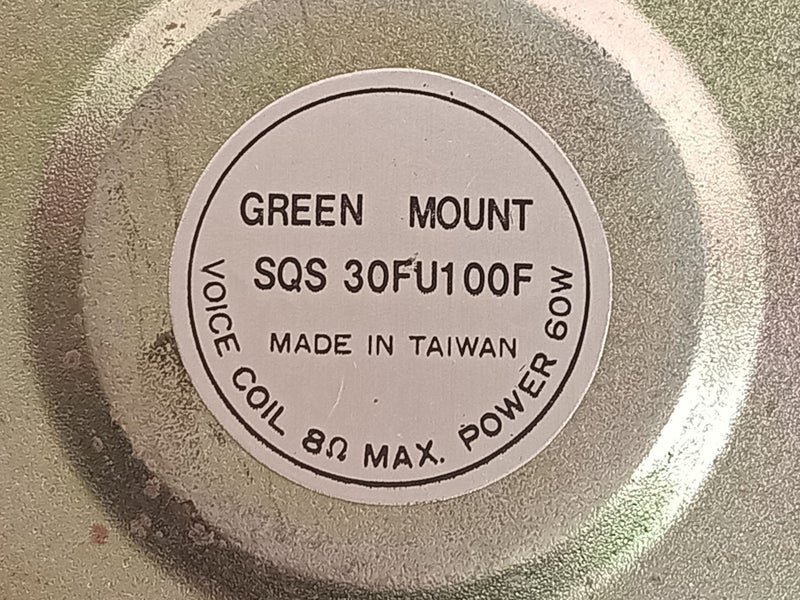 GREEN MOUNT
SQS 30FU100F
MADE IN TAIWAN
VOICE COIL 8Ω MAX. POWER 60W